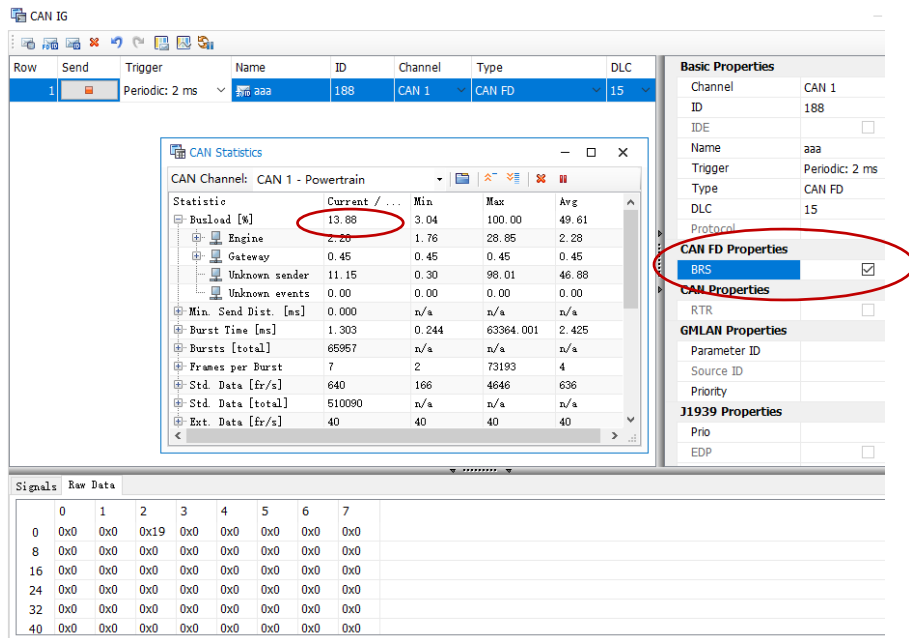 CAN IG
Row Send Trigger Name ID Channel Type DLC
1 Periodic: 2 ms aaa 188 CAN 1 CAN FD 15
Basic Properties
Channel CAN 1
ID 188
IDE
Name aaa
Trigger Periodic: 2 ms
Type CAN FD
DLC 15
Protocol
CAN FD Properties
BRS
CAN Properties
RTR
GMLAN Properties
Parameter ID
Source ID
Priority
J1939 Properties
Prio
EDP
CAN Statistics
CAN Channel: CAN 1 - Powertrain
Statistic Current / ... Min Max Avg
Busload [%] 13.88 3.04 100.00 49.61
Engine 2.28 1.76 28.85 2.28
Gateway 0.45 0.45 0.45 0.45
Unknown sender 11.15 0.30 98.01 46.88
Unknown events 0.00 0.00 0.00 0.00
Min. Send Dist. [ms] 0.000 n/a n/a n/a
Burst Time [ms] 1.303 0.244 63364.001 2.425
Bursts [total] 65957 n/a n/a n/a
Frames per Burst 7 2 73193 4
Std. Data [fr/s] 640 166 4646 636
Std. Data [total] 510090 n/a n/a n/a
Ext. Data [fr/s] 40 40 40 40
Signals Raw Data
0 1 2 3 4 5 6 7
0 0x0 0x0 0x19 0x0 0x0 0x0 0x0 0x0
8 0x0 0x0 0x0 0x0 0x0 0x0 0x0 0x0
16 0x0 0x0 0x0 0x0 0x0 0x0 0x0 0x0
24 0x0 0x0 0x0 0x0 0x0 0x0 0x0 0x0
32 0x0 0x0 0x0 0x0 0x0 0x0 0x0 0x0
40 0x0 0x0 0x0 0x0 0x0 0x0 0x0 0x0